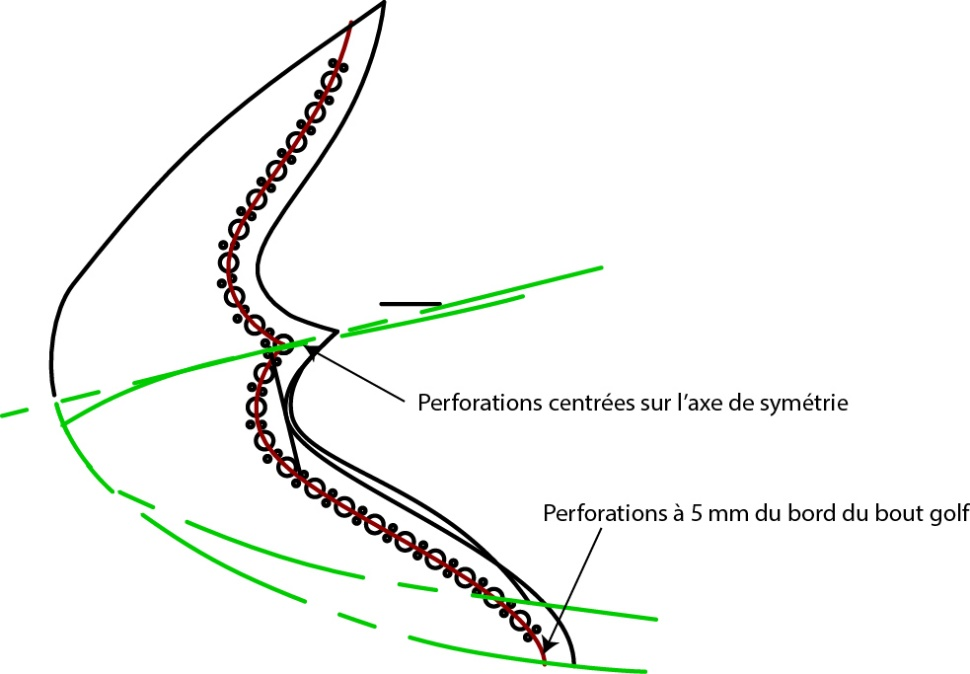 Perforations centrées sur l’axe de symétrie
Perforations à 5 mm du bord du bout golf